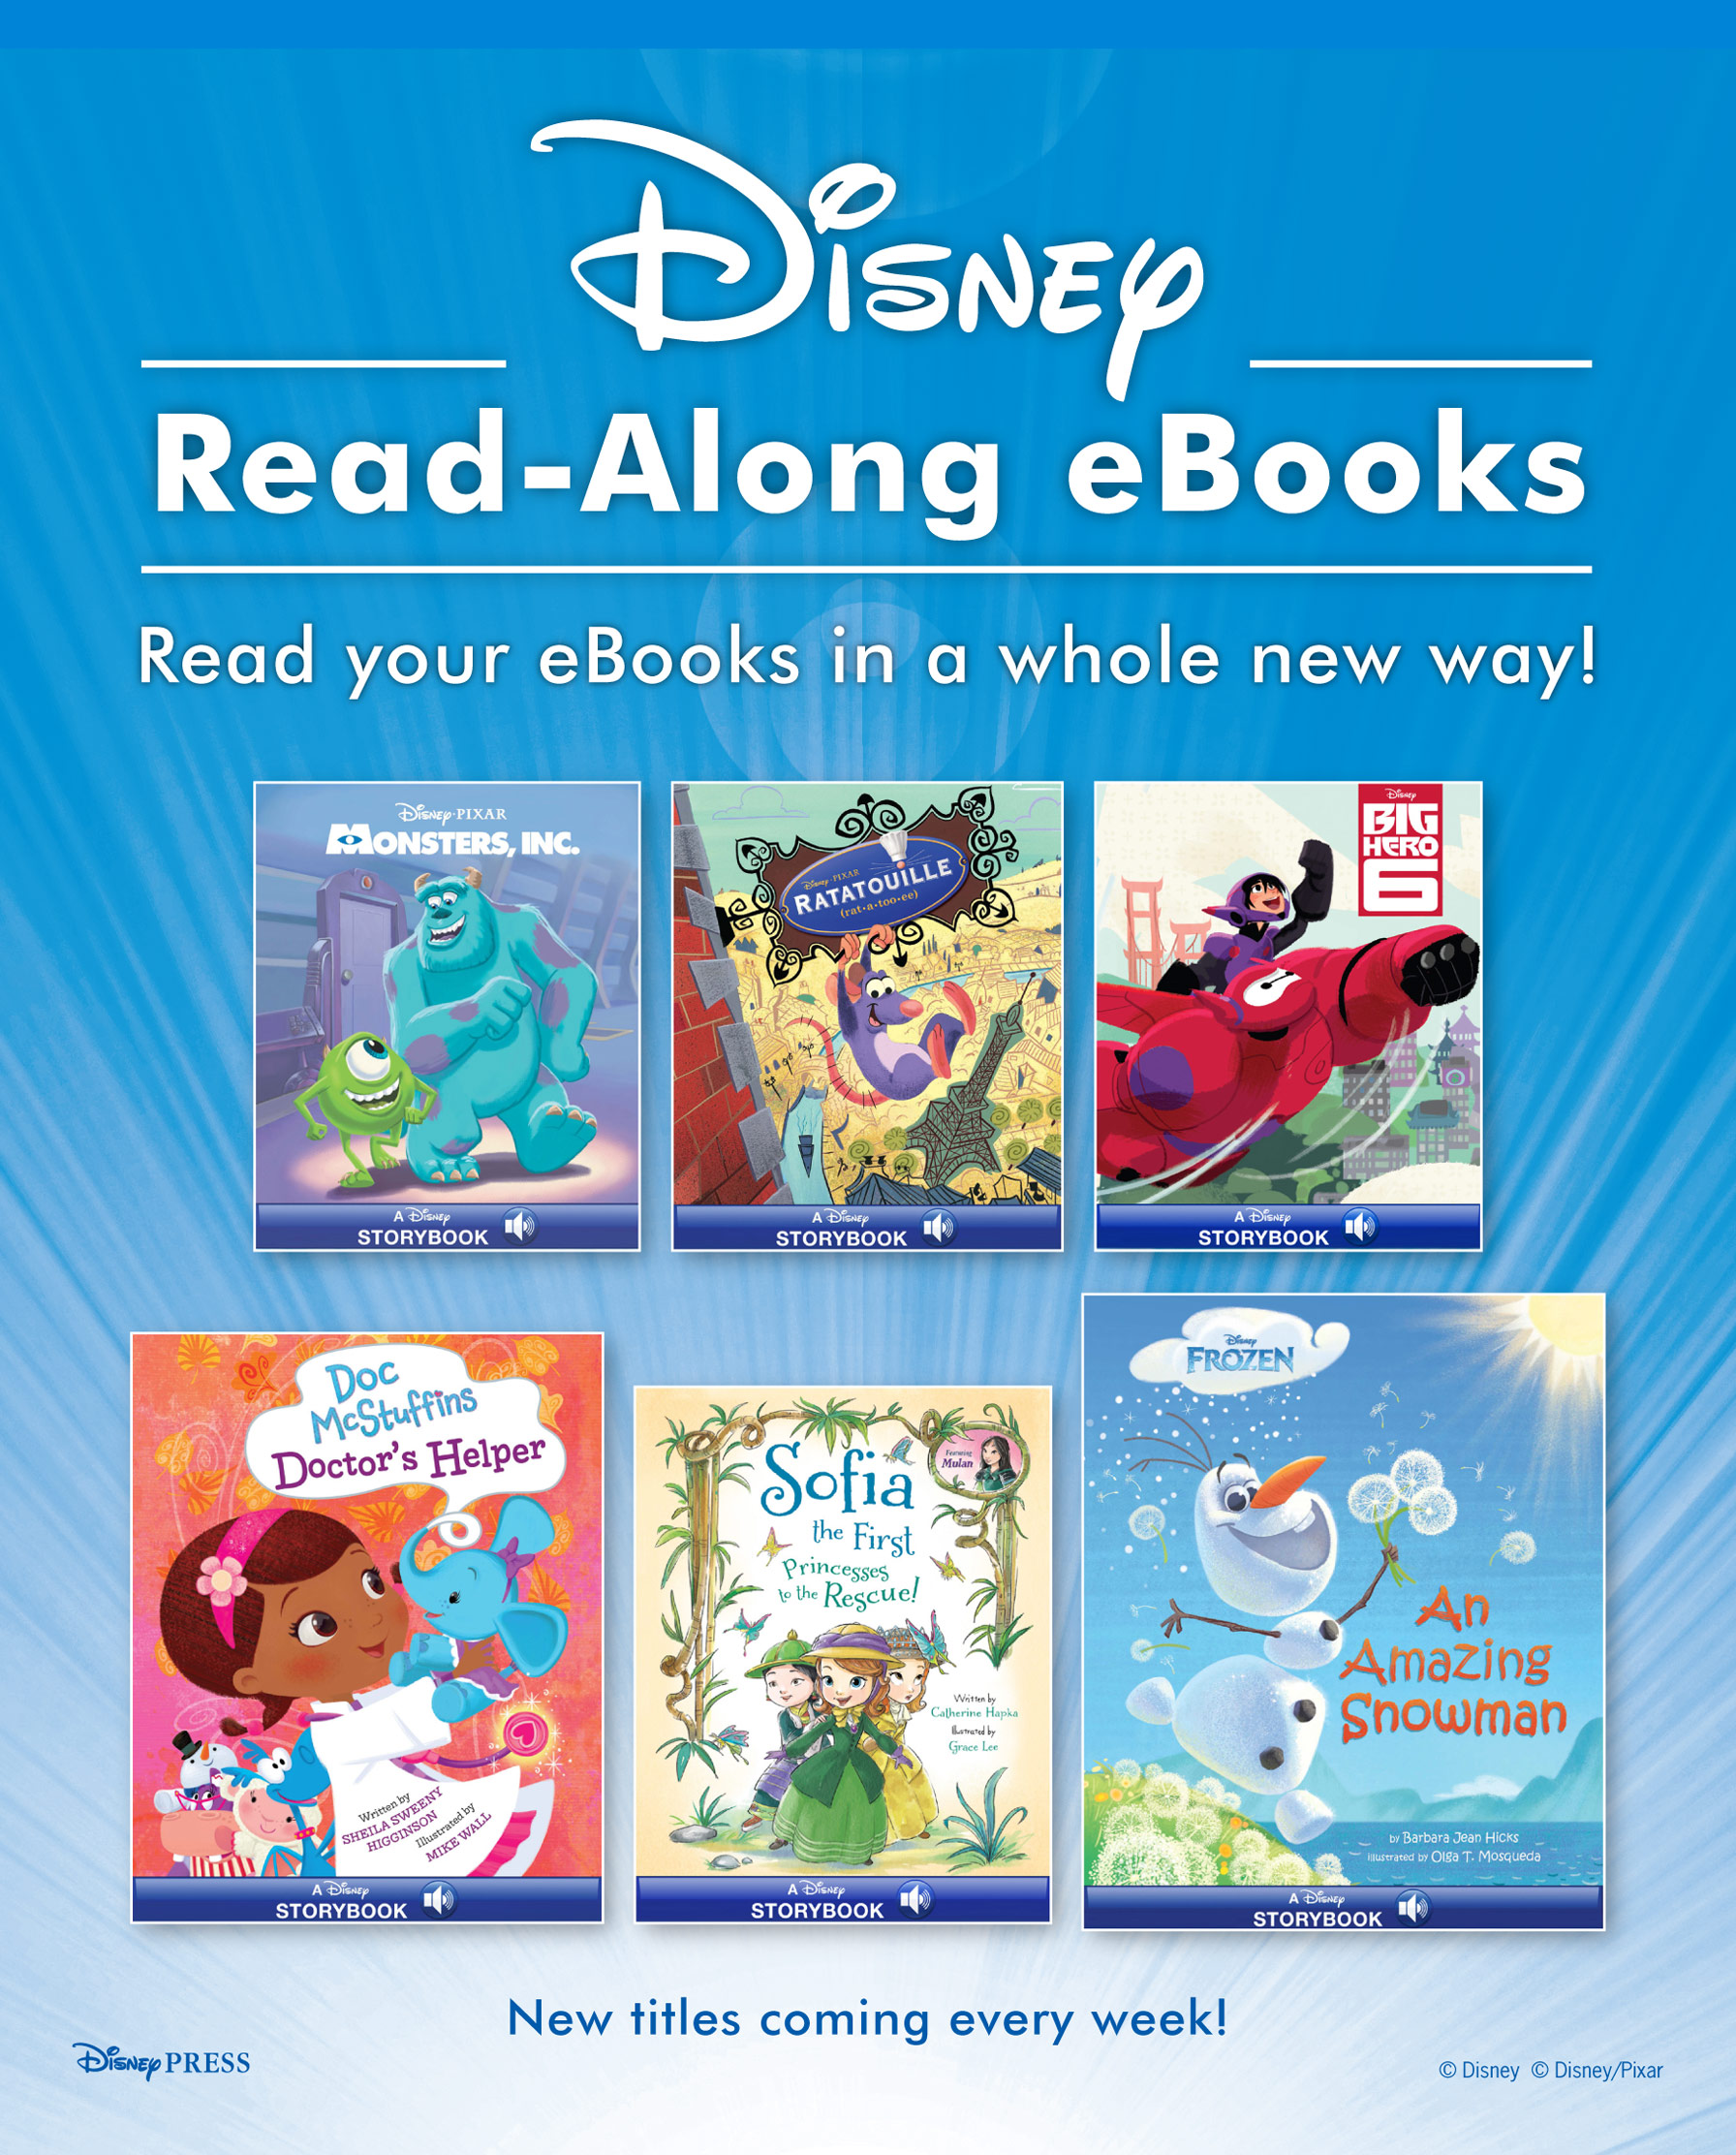 Disney
Read-Along eBooks
Read your eBooks in a whole new way!
Disney·PIXAR
MONSTERS, INC.
A Disney
STORYBOOK
Disney·PIXAR
RATATOUILLE
(rat•a•too•ee)
A Disney
STORYBOOK
Disney
BIG
HERO
6
A Disney
STORYBOOK
Doc
McStuffins
Doctor's Helper
Written by
SHEILA SWEENY
HIGGINSON
Illustrated by
MIKE WALL
A Disney
STORYBOOK
Sofia
the First
Princesses
to the Rescue!
Featuring
Mulan
Written by
Catherine Hapka
Illustrated by
Grace Lee
A Disney
STORYBOOK
Disney
FROZEN
An
Amazing
Snowman
by Barbara Jean Hicks
illustrated by Olga T. Mosqueda
A Disney
STORYBOOK
New titles coming every week!
Disney PRESS
© Disney © Disney/Pixar